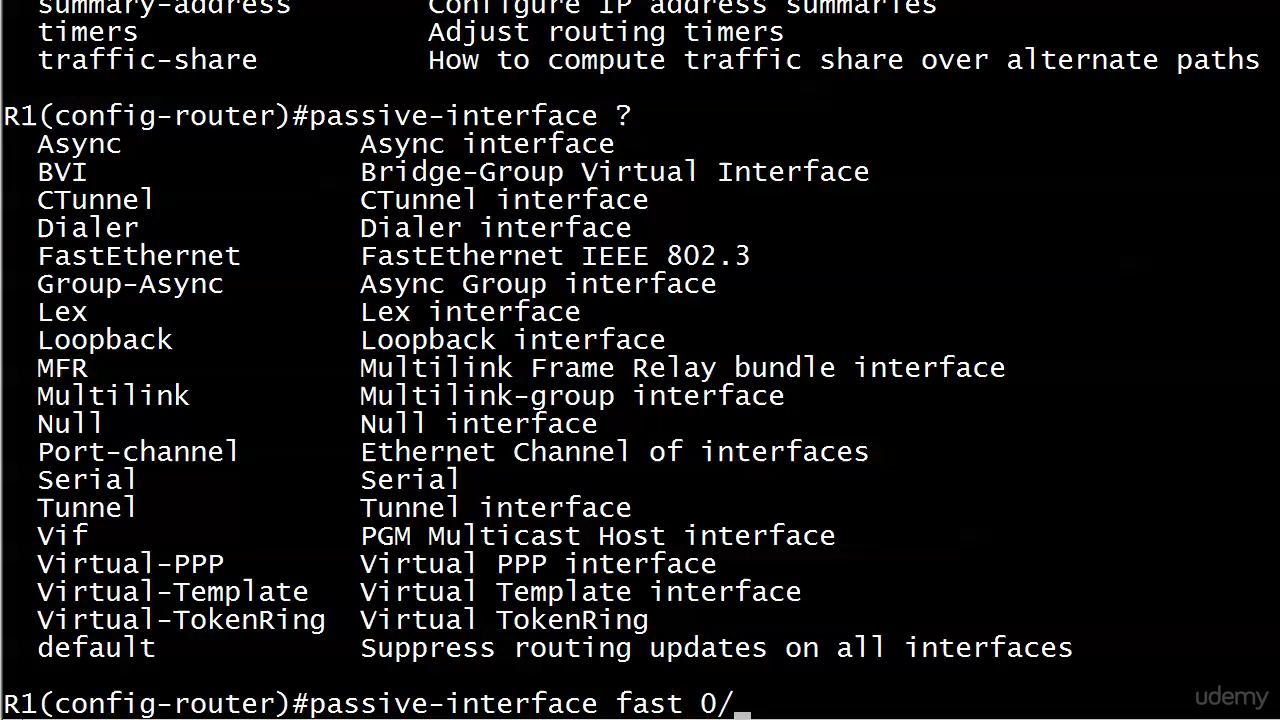 summary-address Configure IP address summaries
timers Adjust routing timers
traffic-share How to compute traffic share over alternate paths
R1(config-router)#passive-interface ?
Async Async interface
BVI Bridge-Group Virtual Interface
CTunnel CTunnel interface
Dialer Dialer interface
FastEthernet FastEthernet IEEE 802.3
Group-Async Async Group interface
Lex Lex interface
Loopback Loopback interface
MFR Multilink Frame Relay bundle interface
Multilink Multilink-group interface
Null Null interface
Port-channel Ethernet Channel of interfaces
Serial Serial
Tunnel Tunnel interface
Vif PGM Multicast Host interface
Virtual-PPP Virtual PPP interface
Virtual-Template Virtual Template interface
Virtual-TokenRing Virtual TokenRing
default Suppress routing updates on all interfaces
R1(config-router)#passive-interface fast 0/
udemy